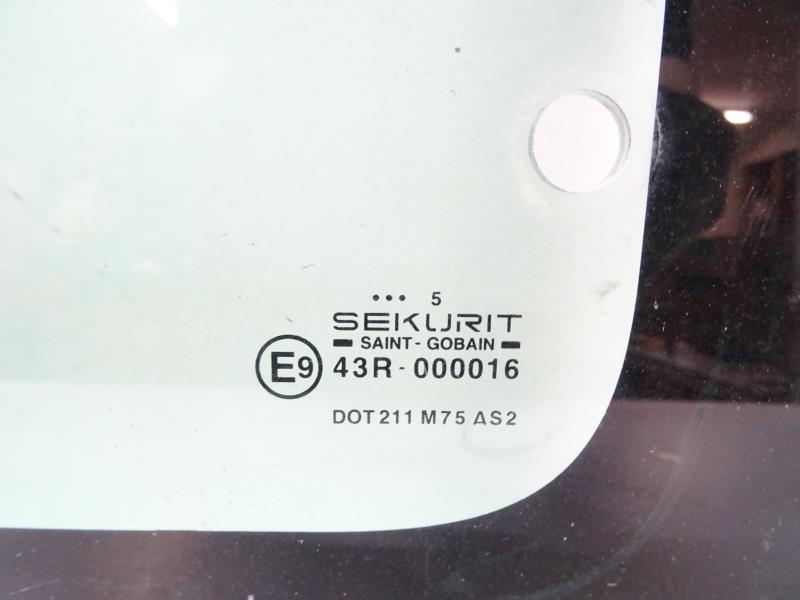 ••• 5
SEKURIT
SAINT-GOBAIN
E9 43R-000016
DOT 211 M75 AS2